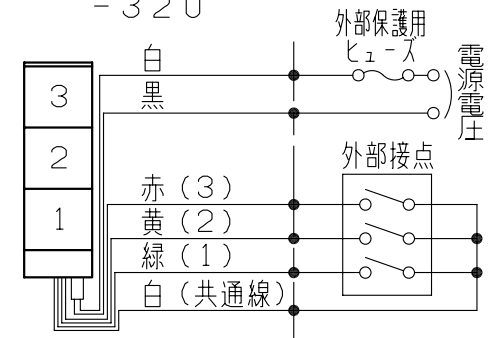 -320
外部保護用
ヒューズ
電源電圧
白
黒
3
2
1
外部接点
赤(3)
黄(2)
緑(1)
白(共通線)